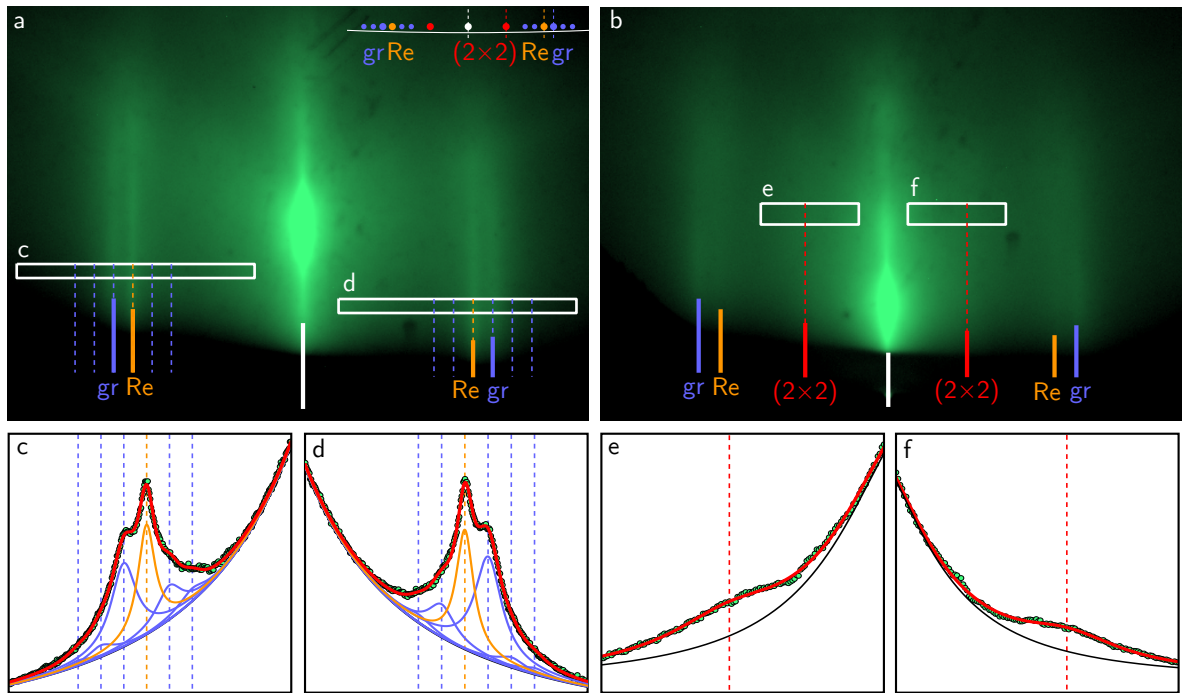 a
gr Re (2×2) Re gr
c
d
gr Re
Re gr
b
e
f
gr Re (2×2) (2×2) Re gr
c
d
e
f